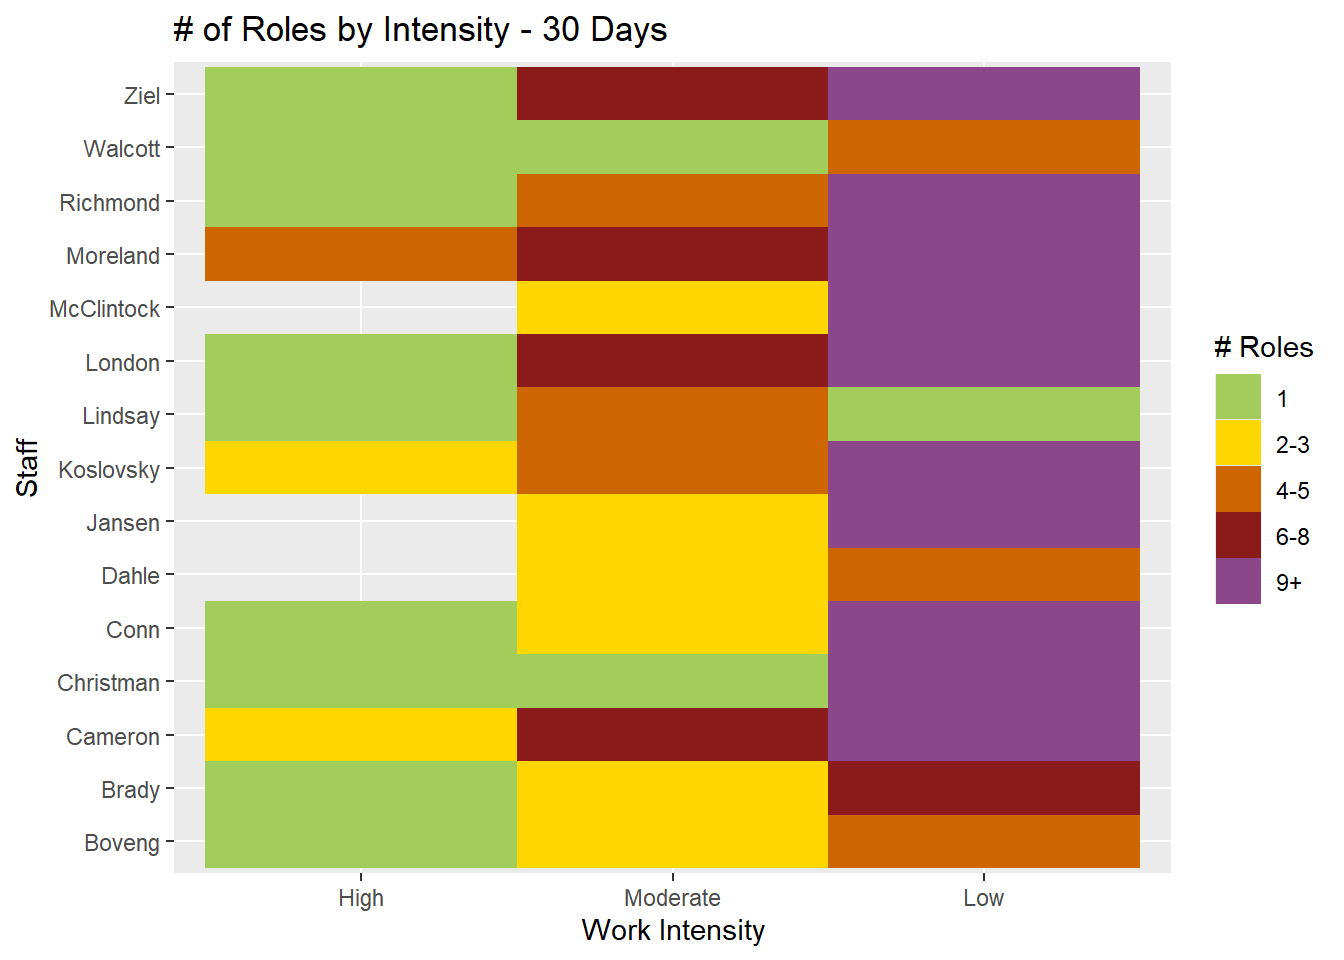 # of Roles by Intensity - 30 Days
Ziel
Walcott
Richmond
Moreland
McClintock
London
Lindsay
Koslovsky
Jansen
Dahle
Conn
Christman
Cameron
Brady
Boveng
Staff
High Moderate Low
Work Intensity
# Roles
1
2-3
4-5
6-8
9+